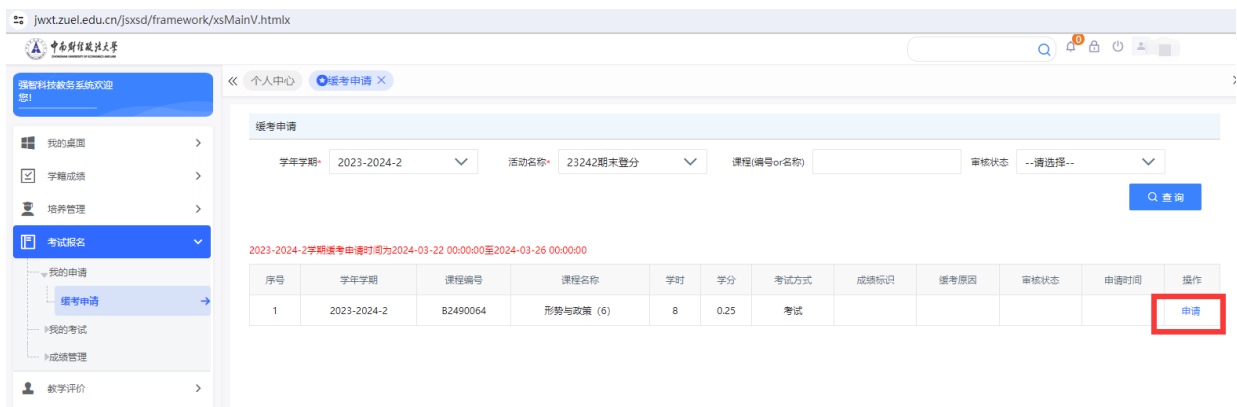 jwxt.zuel.edu.cn/jsxsd/framework/xsMainV.htmlx
中南财经政法大学
0
强智科技教务系统欢迎
您!
个人中心 缓考申请
我的桌面
学籍成绩
培养管理
考试报名
我的申请
缓考申请
我的考试
成绩管理
教学评价
缓考申请
学年学期* 2023-2024-2 活动名称* 23242期末登分 课程(编号or名称) 审核状态 --请选择--
查询
2023-2024-2学期缓考申请时间为2024-03-22 00:00:00至2024-03-26 00:00:00
序号 学年学期 课程编号 课程名称 学时 学分 考试方式 成绩标识 缓考原因 审核状态 申请时间 操作
1 2023-2024-2 B2490064 形势与政策（6） 8 0.25 考试 申请